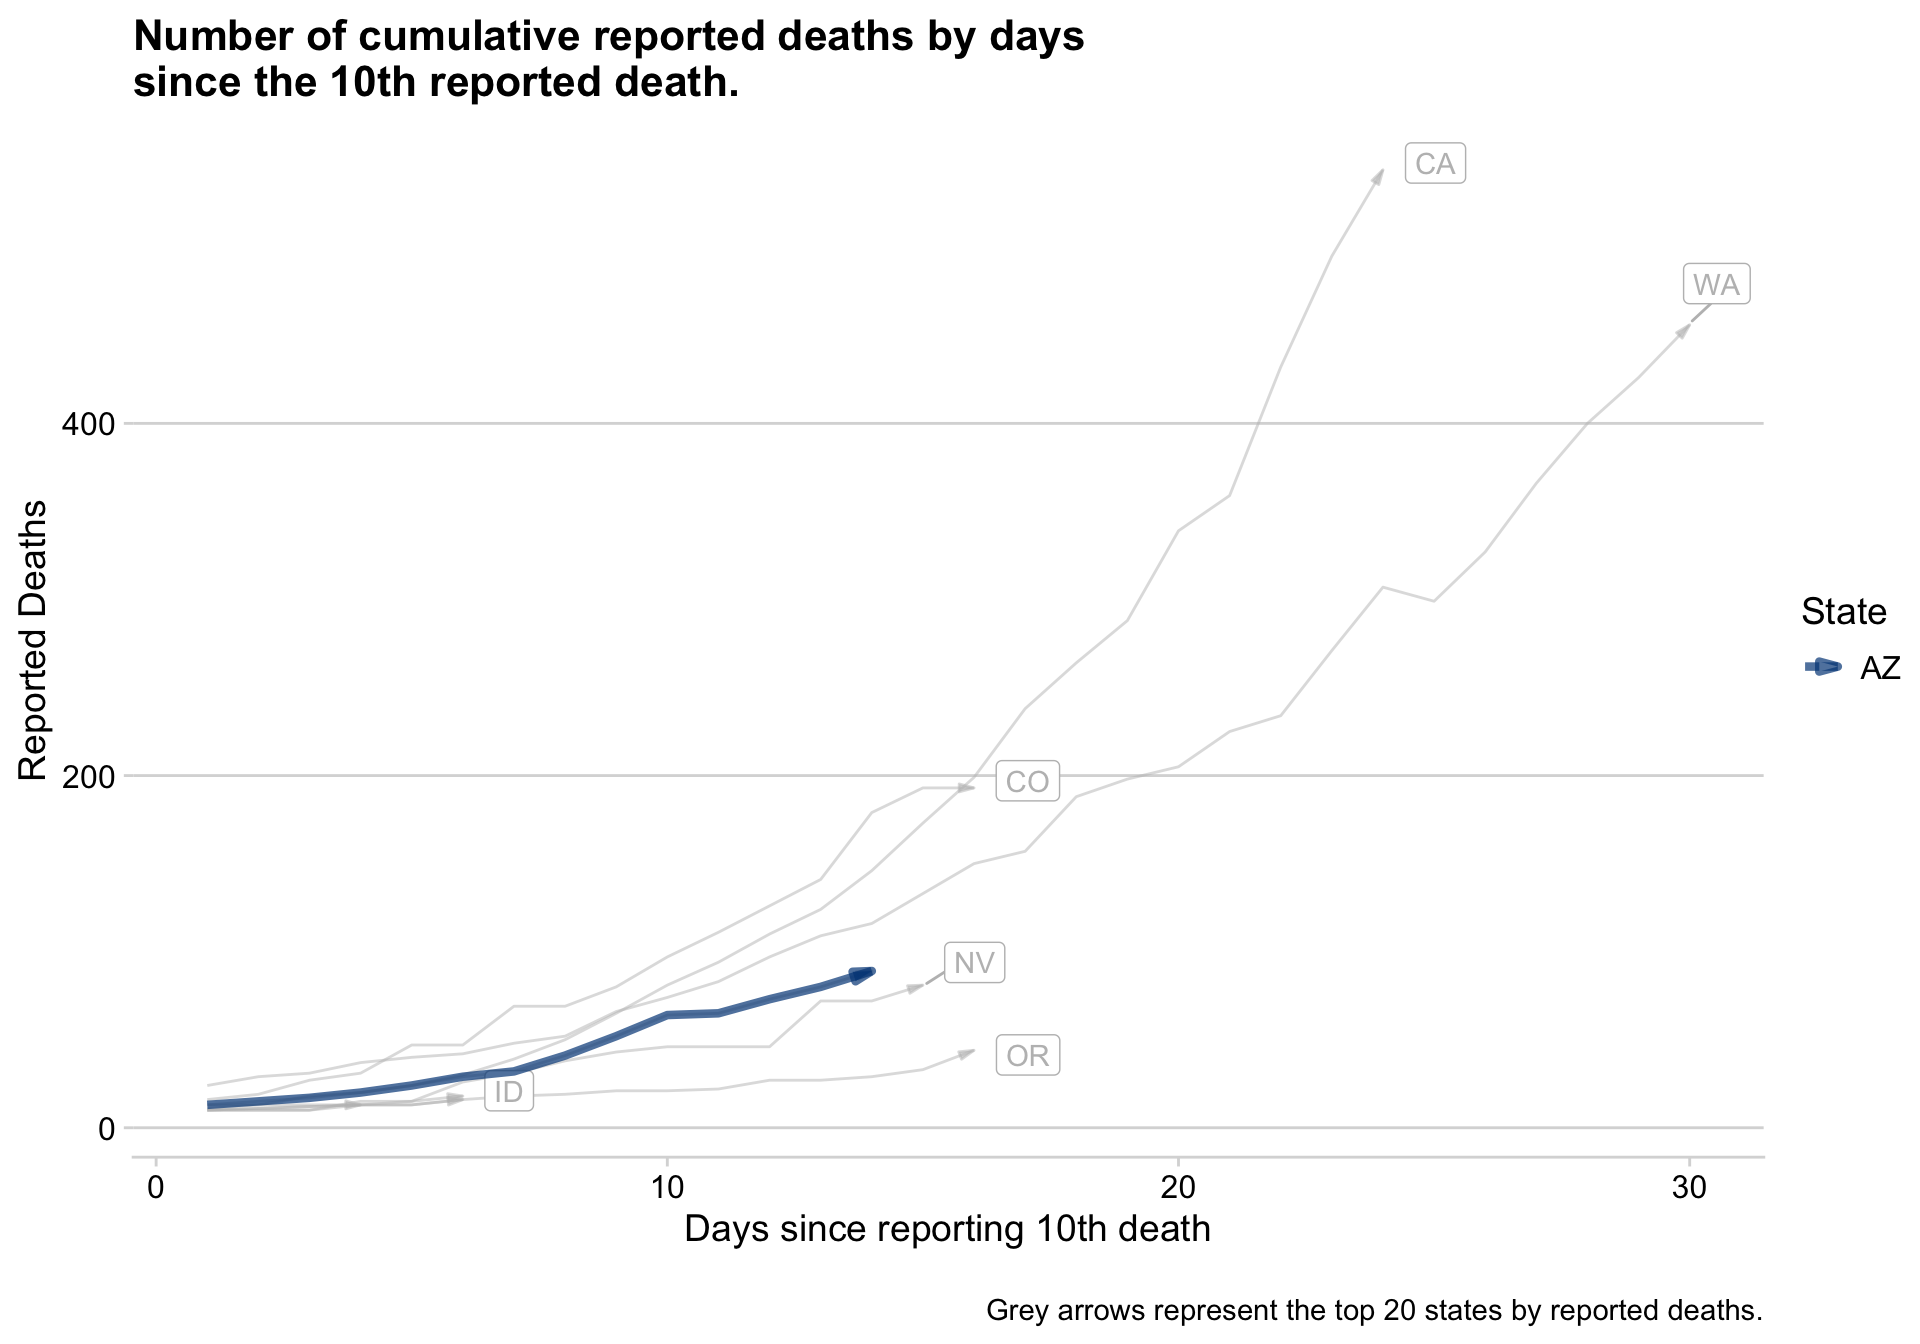 Number of cumulative reported deaths by days
since the 10th reported death.
CA
WA
400
Reported Deaths
State
AZ
CO
200
NV
OR
ID
0
0 10 20 30
Days since reporting 10th death
Grey arrows represent the top 20 states by reported deaths.